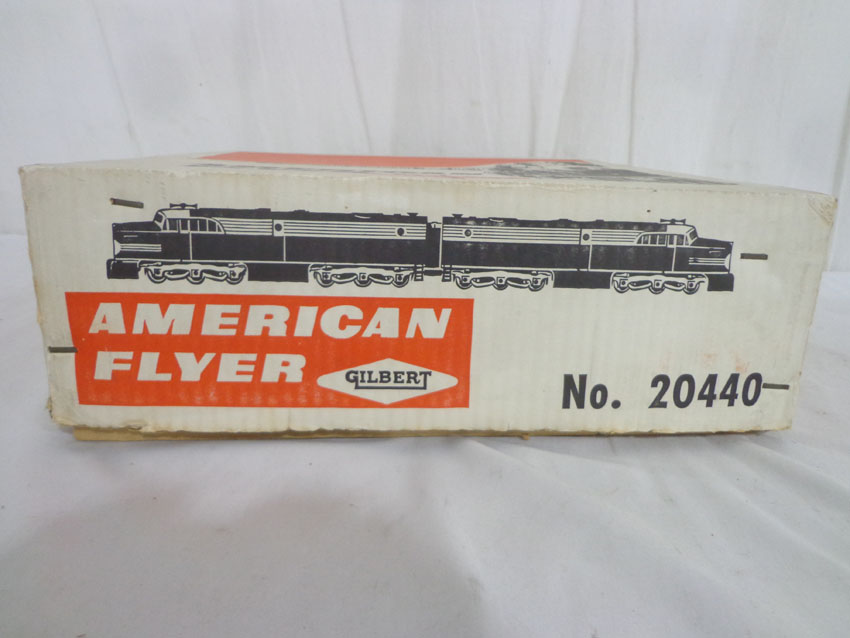 AMERICAN
FLYER
GILBERT
No. 20440